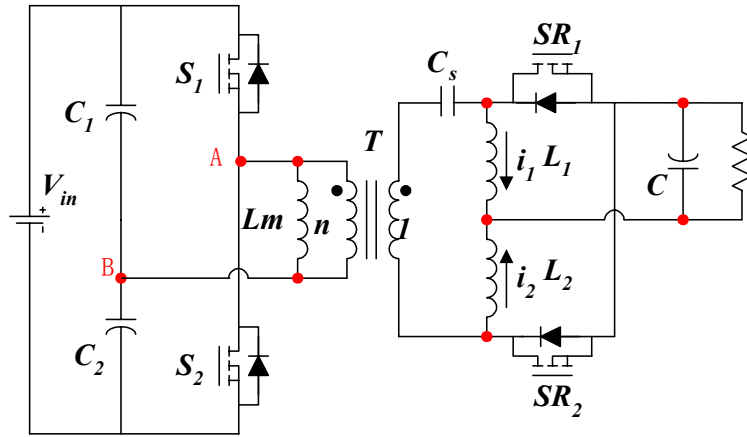 SR₁
S₁
Cₛ
C₁
A
T
i₁ L₁
Vᵢₙ
+
-
Lm n 1
C
B
i₂ L₂
C₂
S₂
SR₂